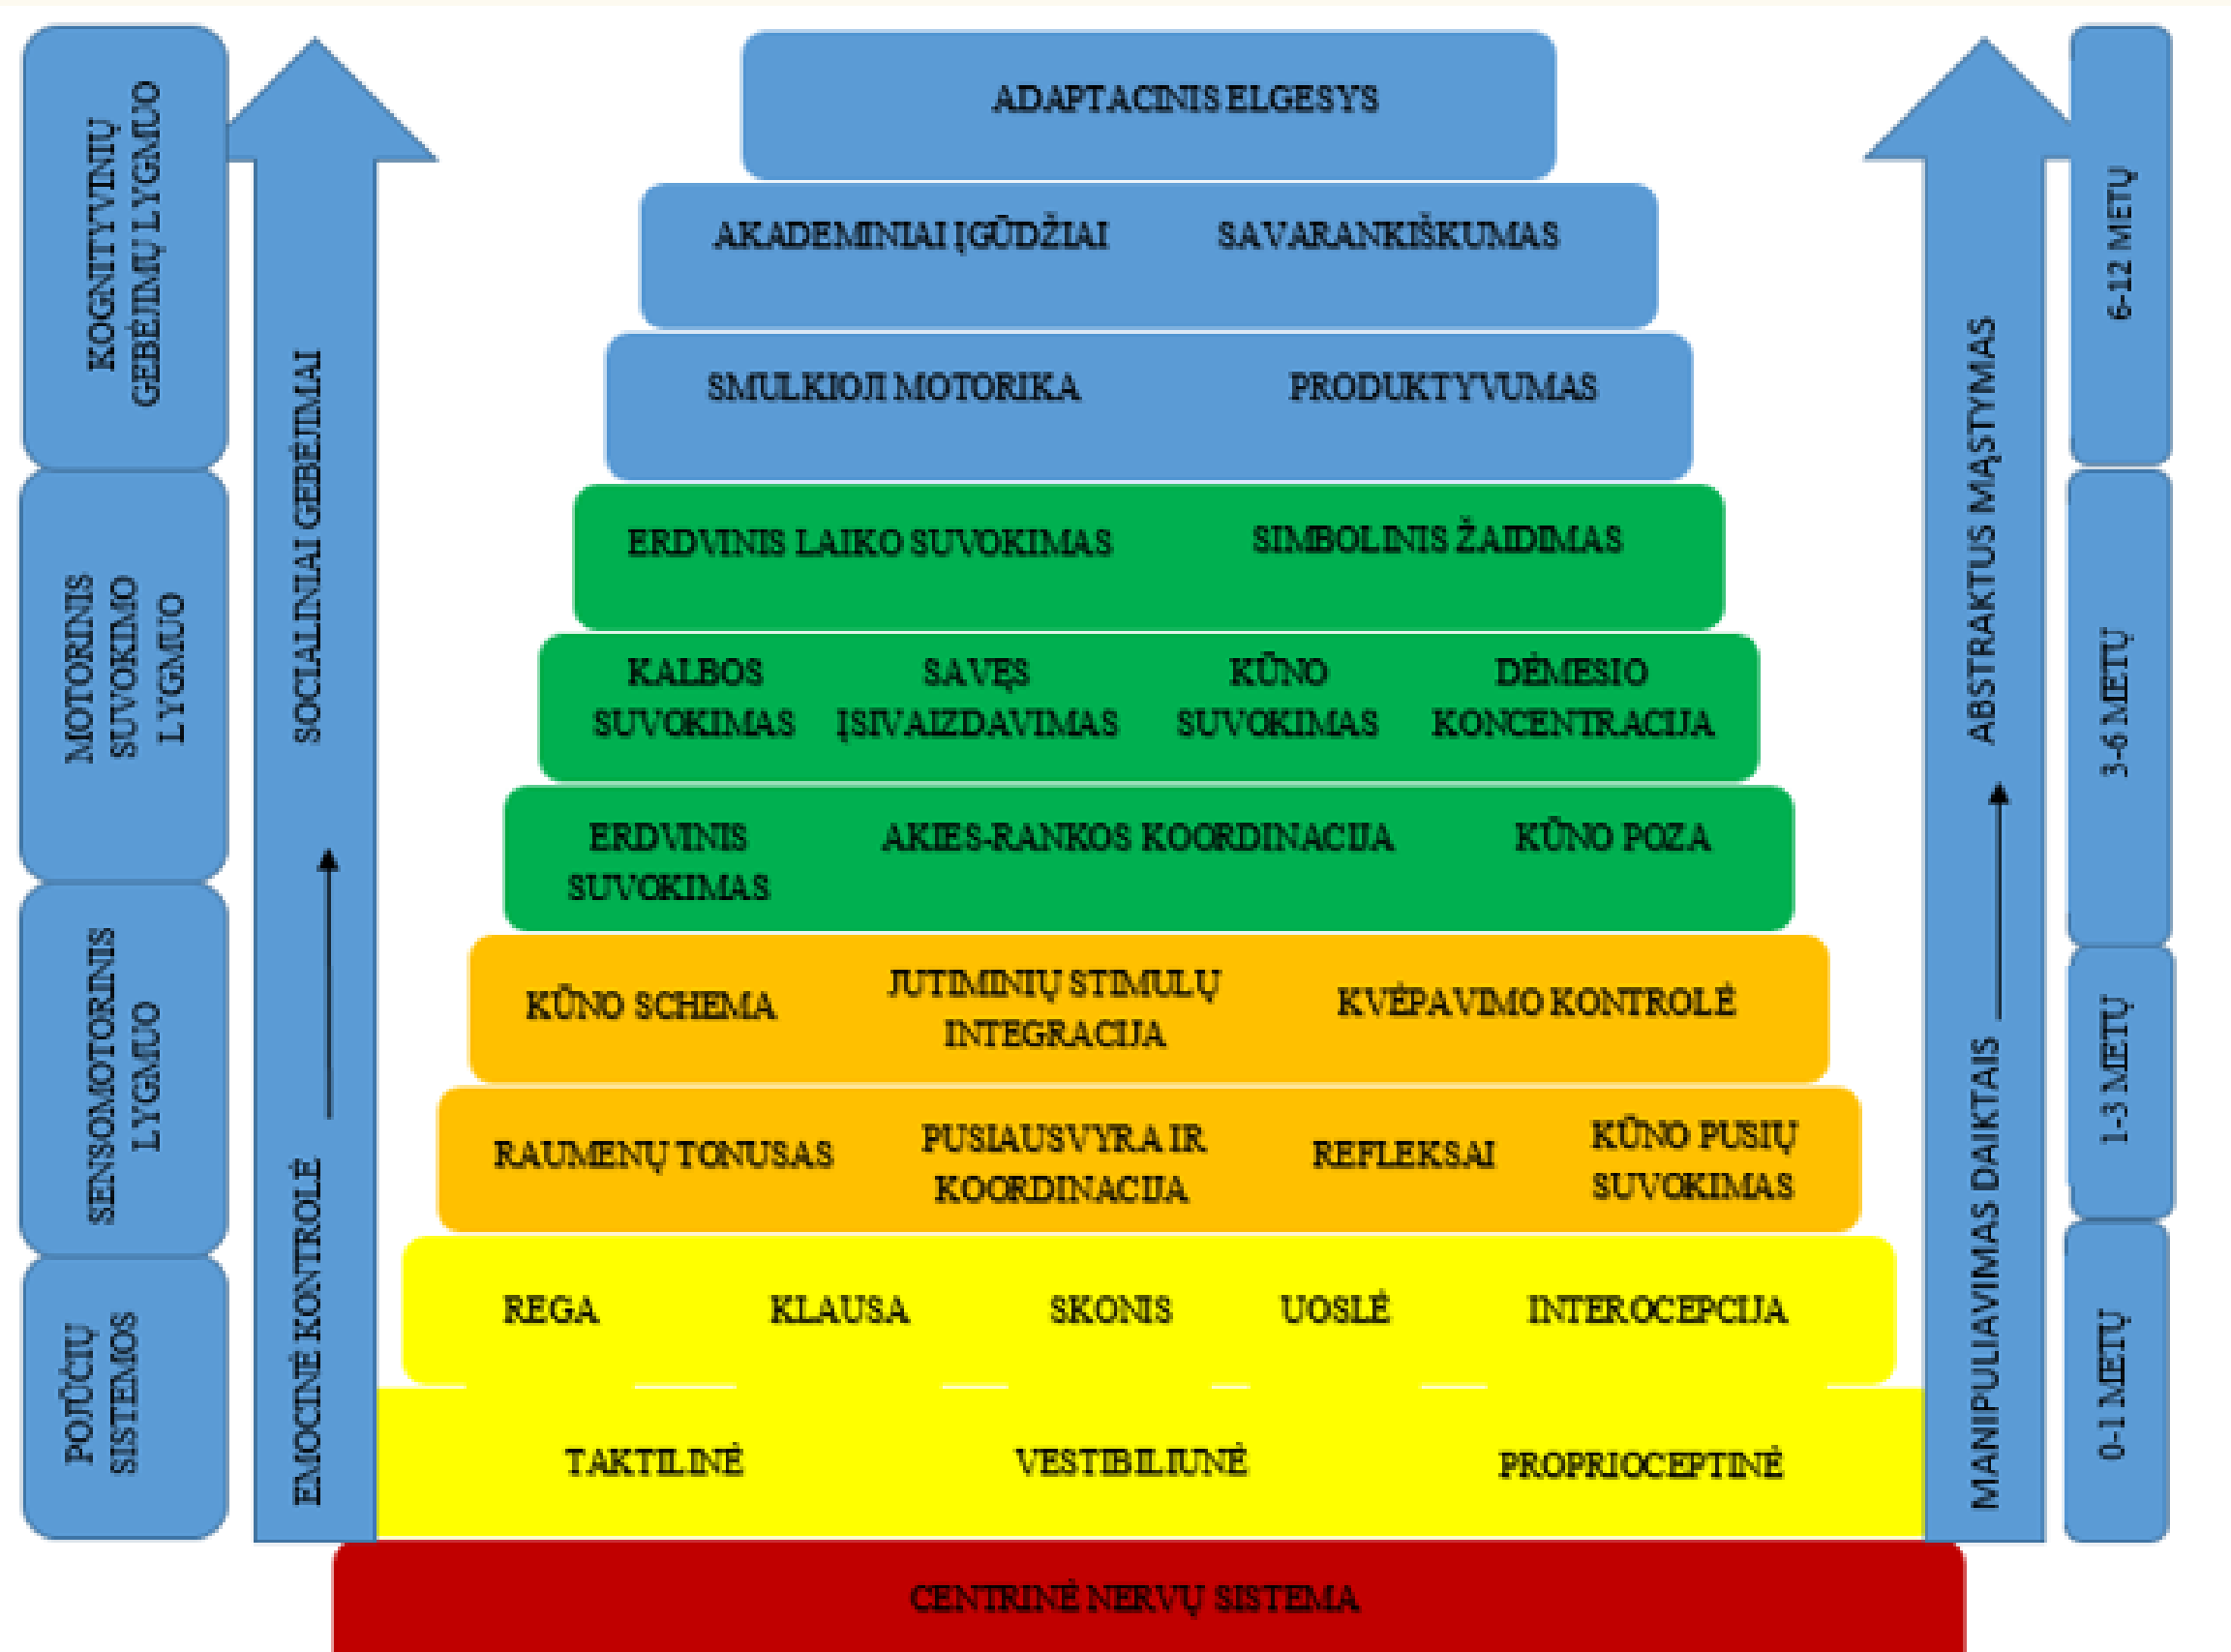 ADAPTACINIS ELGESYS
AKADEMINIAI ĮGŪDŽIAI SAVARANKIŠKUMAS
SMULKIOJI MOTORIKA PRODUKTYVUMAS
ERDVINIS LAIKO SUVOKIMAS SIMBOLINIS ŽAIDIMAS
KALBOS SAVĘS KŪNO DĖMESIO
SUVOKIMAS ĮSIVAIZDAVIMAS SUVOKIMAS KONCENTRACIJA
ERDVINIS AKIES-RANKOS KOORDINACIJA KŪNO POZA
SUVOKIMAS
KŪNO SCHEMA JUTIMINIŲ STIMULŲ KVĖPAVIMO KONTROLĖ
INTEGRACIJA
RAUMENŲ TONUSAS PUSIAUSVYRA IR REFLEKSAI KŪNO PUSIŲ
KOORDINACIJA SUVOKIMAS
REGA KLAUSA SKONIS UOSLĖ INTEROCEPCIJA
TAKTILINĖ VESTIBILIUNĖ PROPRIOCEPTINĖ
CENTRINĖ NERVŲ SISTEMA
KOGNITYVINIŲ
GEBĖJIMŲ LYGMUO
MOTORINIS
SUVOKIMO
LYGMUO
SENSOMOTORINIS
LYGMUO
POJŪČIŲ
SISTEMOS
EMOCINĖ KONTROLĖ SOCIALINIAI GEBĖJIMAI
MANIPULIAVIMAS DAIKTAIS ABSTRAKTUS MĄSTYMAS
6-12 METŲ
3-6 METŲ
1-3 METŲ
0-1 METŲ